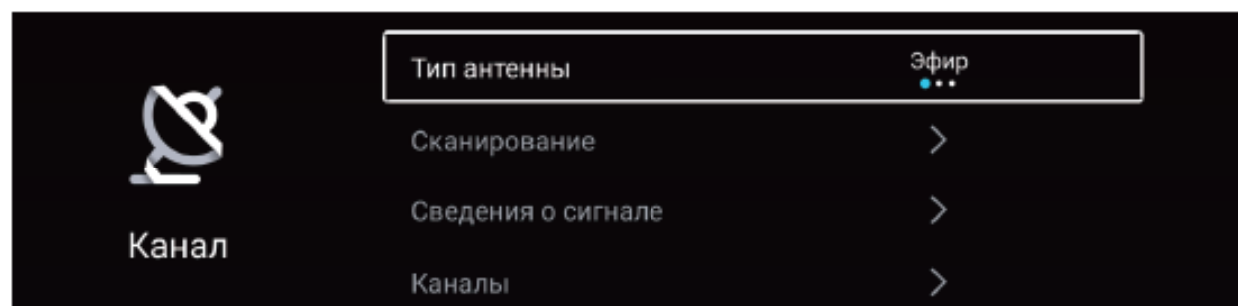 Тип антенны Эфир
Сканирование
Сведения о сигнале
Канал
Каналы